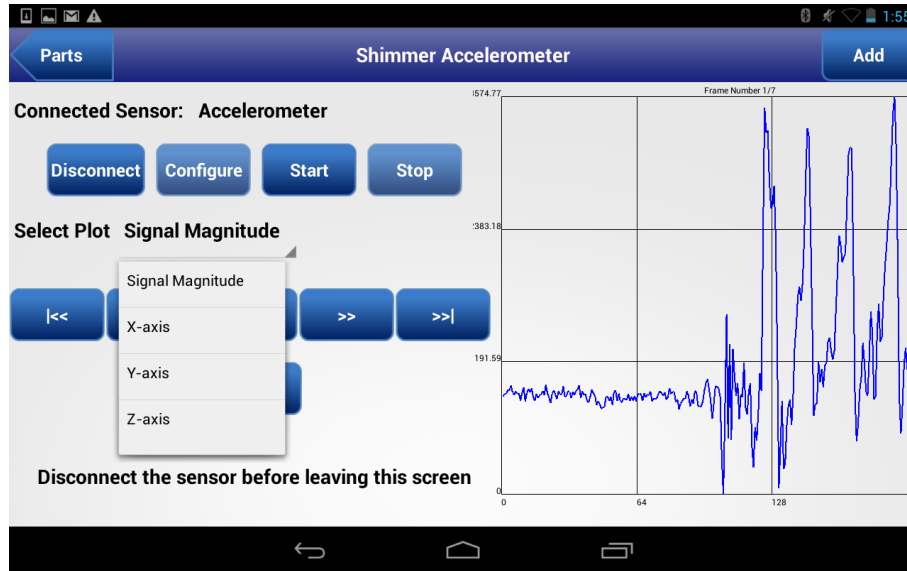 1:55
Parts
Shimmer Accelerometer
Add
Connected Sensor: Accelerometer
Disconnect
Configure
Start
Stop
Select Plot Signal Magnitude
Signal Magnitude
X-axis
Y-axis
Z-axis
|<<
>>
>>|
Disconnect the sensor before leaving this screen
Frame Number 1/7
574.77
383.18
191.59
0
0
64
128